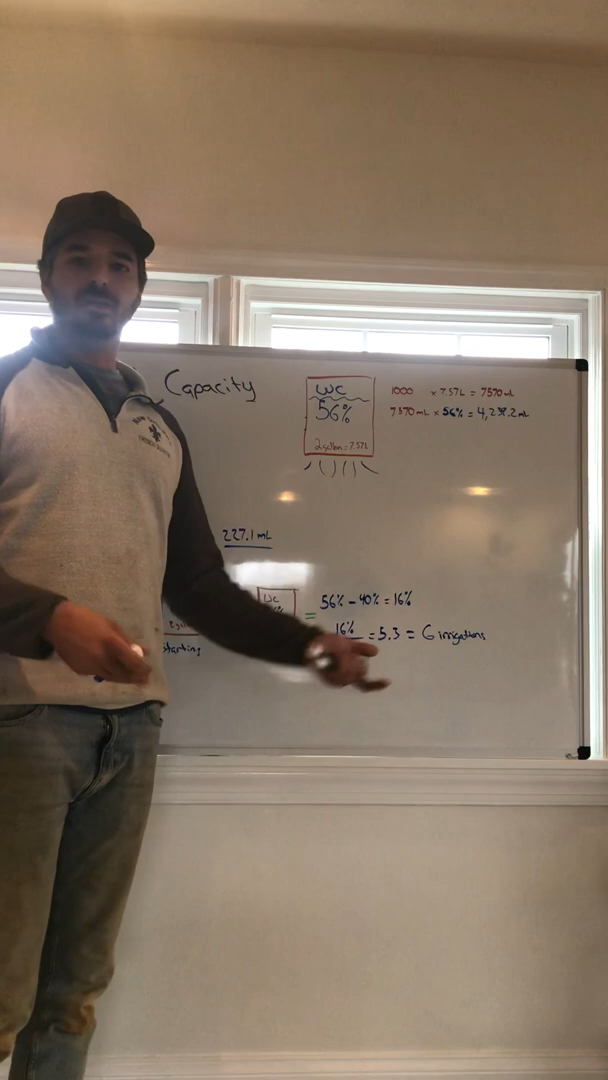 Capacity
WC
56%
2 gallon = 7.57L
1000 x 7.57L = 7570 mL
7570 mL x 56% = 4,239.2 mL
227.1 mL
WC
starting
= 56% - 40% = 16%
16% = 5.3 = 6 irrigations